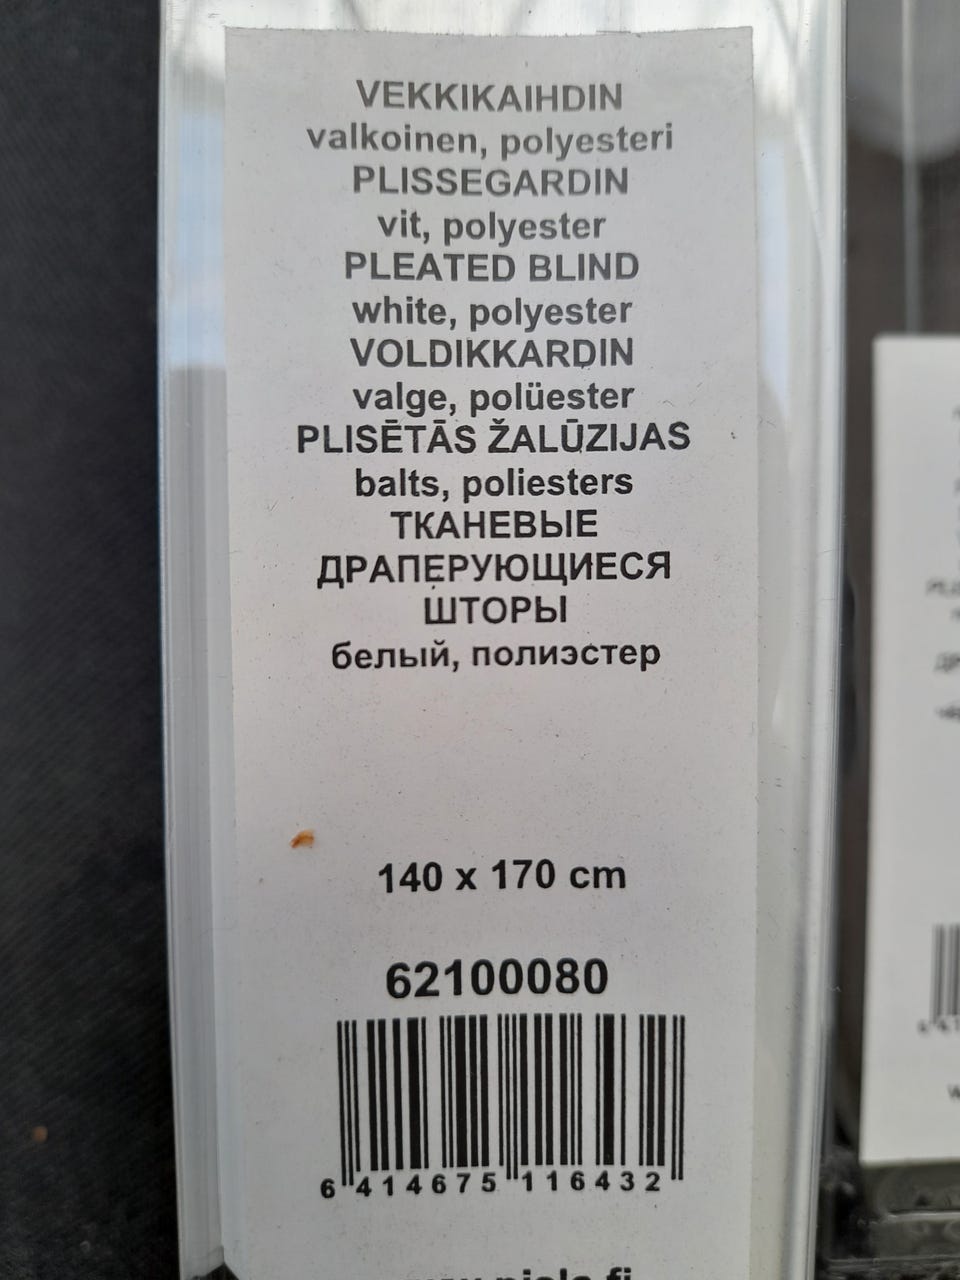 VEKKIKAIHDIN
valkoinen, polyesteri
PLISSEGARDIN
vit, polyester
PLEATED BLIND
white, polyester
VOLDIKKARDIN
valge, polüester
PLISĒTĀS ŽALŪZIJAS
balts, poliesters
ТКАНЕВЫЕ
ДРАПЕРУЮЩИЕСЯ
ШТОРЫ
белый, полиэстер
140 x 170 cm
62100080
6 414675 116432